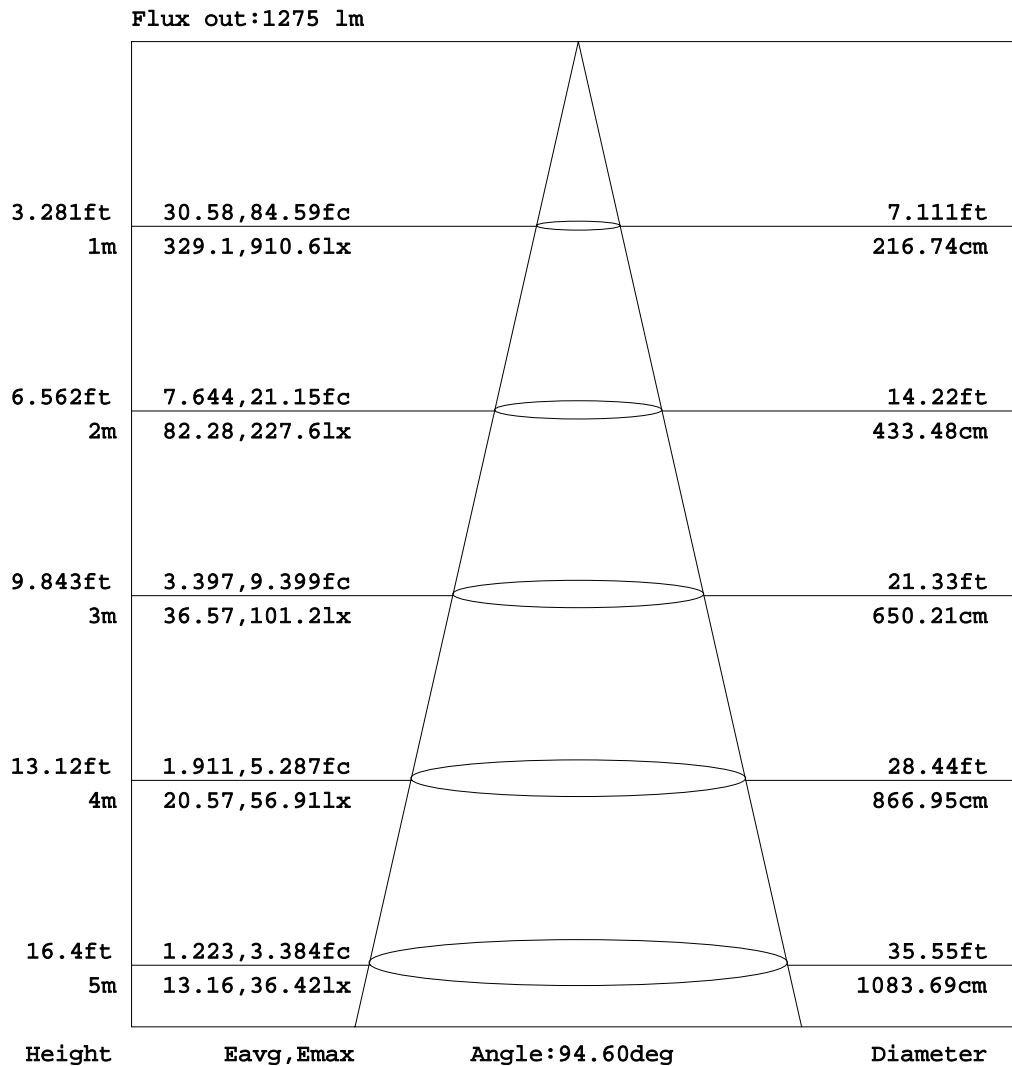 Flux out:1275 lm
3.281ft 30.58,84.59fc 7.111ft
1m 329.1,910.6lx 216.74cm
6.562ft 7.644,21.15fc 14.22ft
2m 82.28,227.6lx 433.48cm
9.843ft 3.397,9.399fc 21.33ft
3m 36.57,101.2lx 650.21cm
13.12ft 1.911,5.287fc 28.44ft
4m 20.57,56.91lx 866.95cm
16.4ft 1.223,3.384fc 35.55ft
5m 13.16,36.42lx 1083.69cm
Height Eavg,Emax Angle:94.60deg Diameter